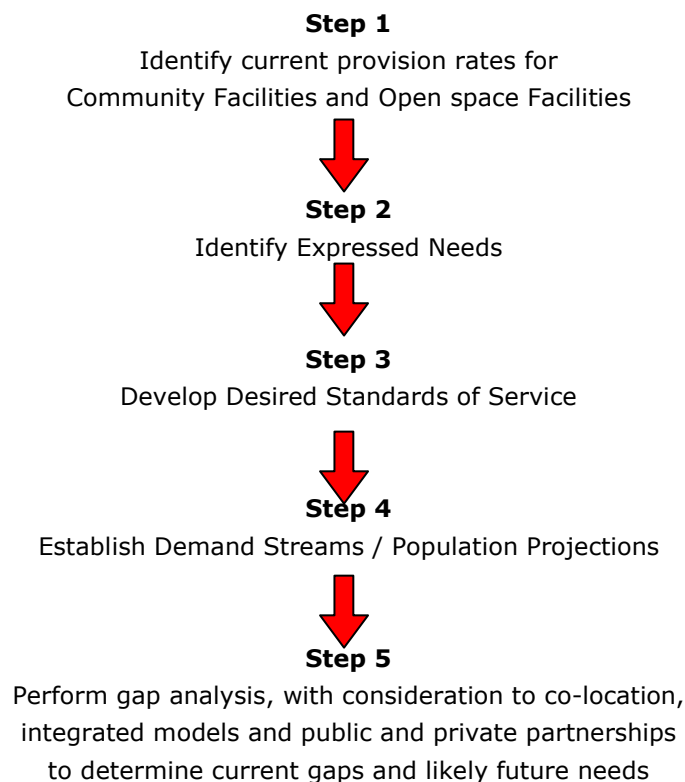 Step 1
Identify current provision rates for
Community Facilities and Open space Facilities
Step 2
Identify Expressed Needs
Step 3
Develop Desired Standards of Service
Step 4
Establish Demand Streams / Population Projections
Step 5
Perform gap analysis, with consideration to co-location,
integrated models and public and private partnerships
to determine current gaps and likely future needs